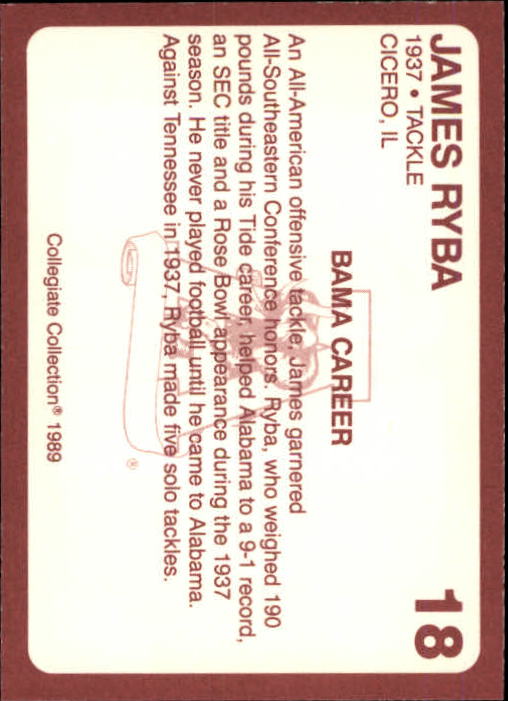 JAMES RYBA
18
1937 • TACKLE
CICERO, IL
BAMA CAREER
An All-American offensive tackle, James garnered
All-Southeastern Conference honors. Ryba, who weighed 190
pounds during his Tide career, helped Alabama to a 9-1 record,
an SEC title and a Rose Bowl appearance during the 1937
season. He never played football until he came to Alabama.
Against Tennessee in 1937, Ryba made five solo tackles.
®
Collegiate Collection® 1989